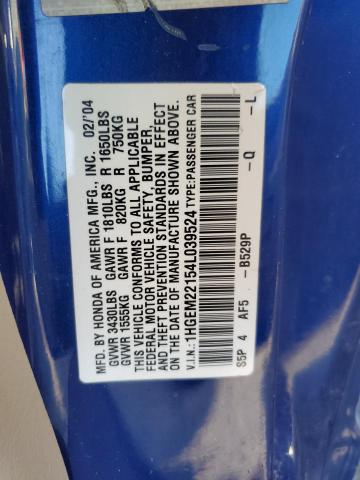 MFD. BY HONDA OF AMERICA MFG., INC. 02/'04
GVWR 3430LBS GAWR F 1810LBS R 1650LBS
GVWR 1555KG GAWR F 820KG R 750KG
THIS VEHICLE CONFORMS TO ALL APPLICABLE
FEDERAL MOTOR VEHICLE SAFETY, BUMPER,
AND THEFT PREVENTION STANDARDS IN EFFECT
ON THE DATE OF MANUFACTURE SHOWN ABOVE.
V.I.N.: 1HGEM22154L039524 TYPE:PASSENGER CAR
S5P 4 AF5 -B529P -Q -L